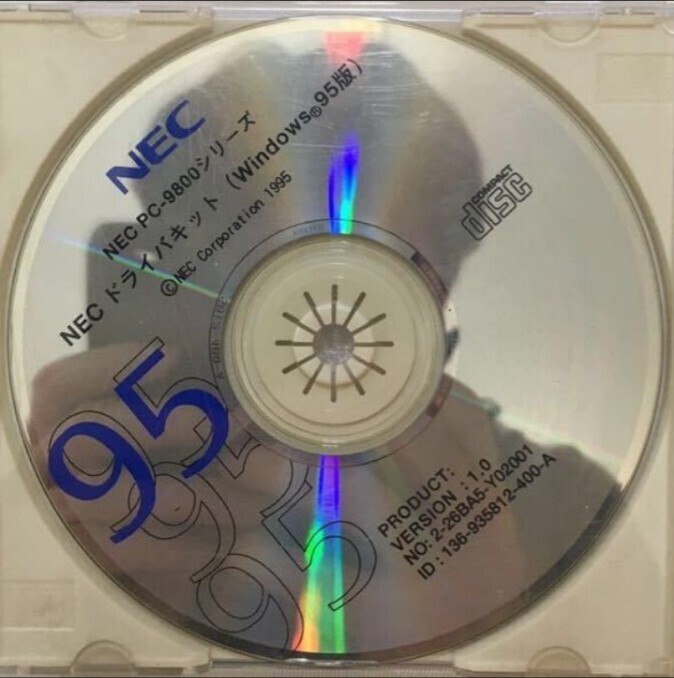 NEC
NEC PC-9800シリーズ
NEC ドライバキット (Windows®95版)
©NEC Corporation 1995
COMPACT
disc
95
95
95
PRODUCT:
VERSION : 1.0
NO: 2-26BA5-Y02001
ID : 136-935812-400-A